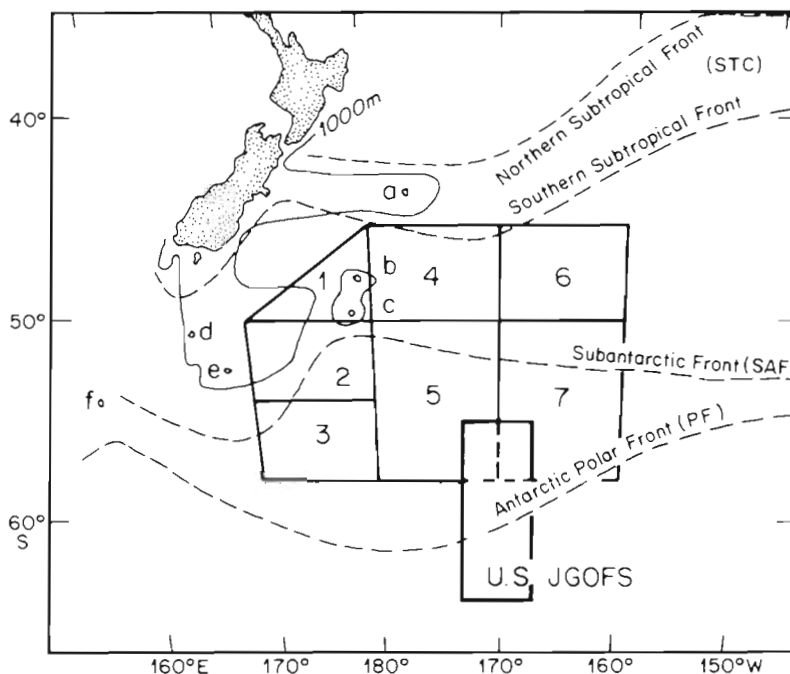 Northern Subtropical Front
(STC)
1000m
40°
Southern Subtropical Front
a
b
1
4
6
c
50°
d
Subantarctic Front (SAF)
e
2
5
7
f
3
Antarctic Polar Front (PF)
60°
S
U.S. JGOFS
160°E
170°
180°
170°
160°
150°W